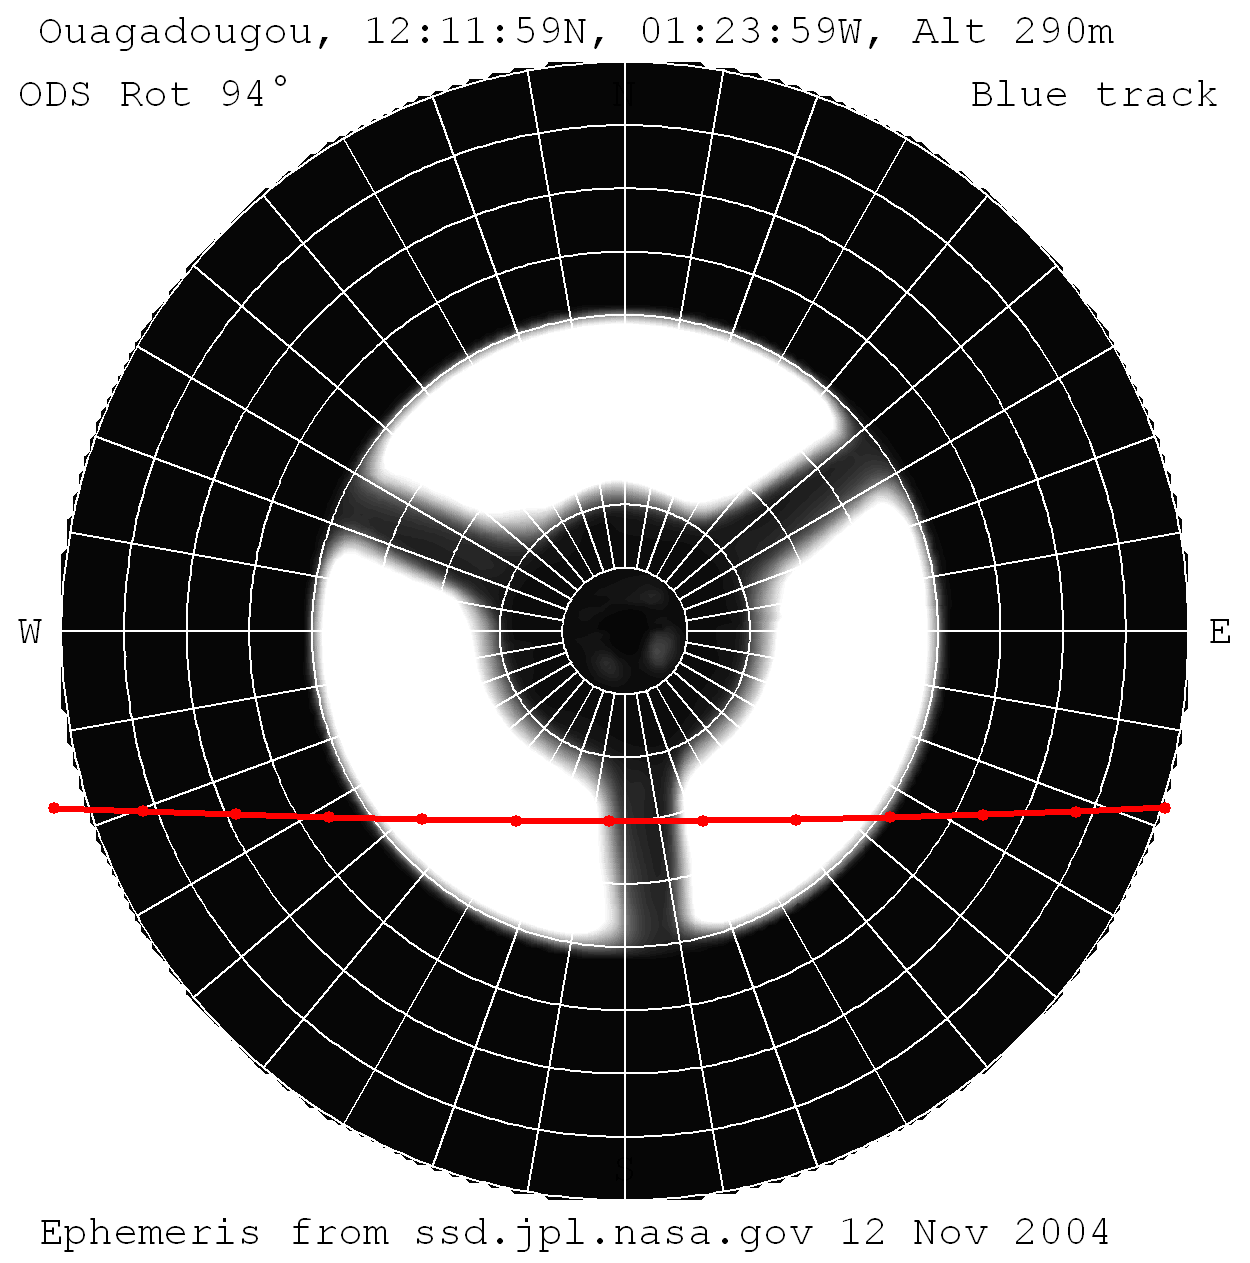 Ouagadougou, 12:11:59N, 01:23:59W, Alt 290m
ODS Rot 94° Blue track
N
W E
Ephemeris from ssd.jpl.nasa.gov 12 Nov 2004